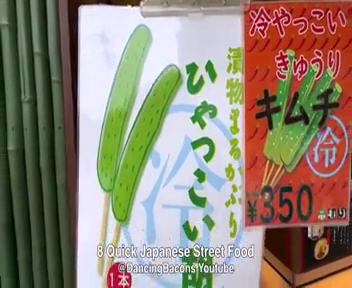 漬物まるかぶり
ひやっこい
冷
1本
冷やっこい
きゅうり
キムチ
冷
¥350
8 Quick Japanese Street Food
@DancingBacons YouTube